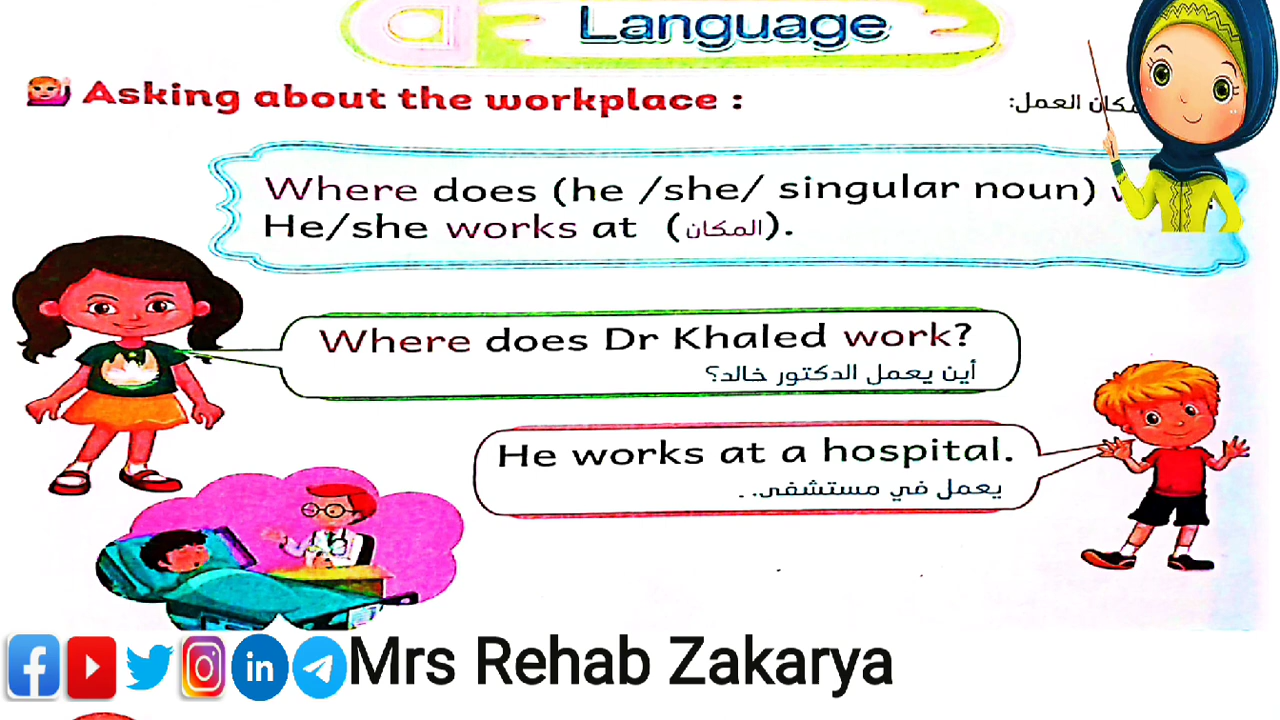 Language
Asking about the workplace :
مكان العمل:
Where does (he /she/ singular noun)
He/she works at (المكان).
Where does Dr Khaled work?
أين يعمل الدكتور خالد؟
He works at a hospital.
يعمل في مستشفى.
in
Mrs Rehab Zakarya